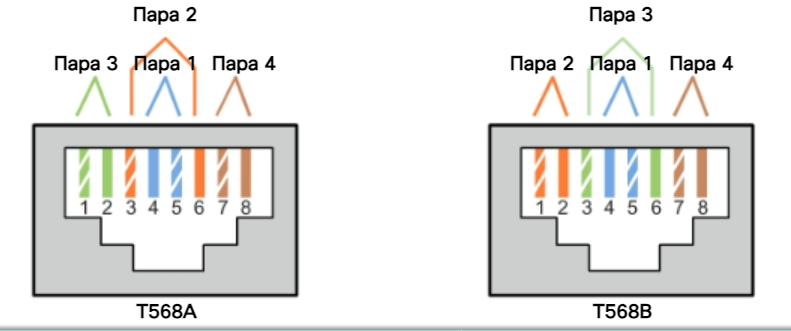 Пара 2
Пара 3 Пара 1 Пара 4
1 2 3 4 5 6 7 8
T568A
Пара 3
Пара 2 Пара 1 Пара 4
1 2 3 4 5 6 7 8
T568B